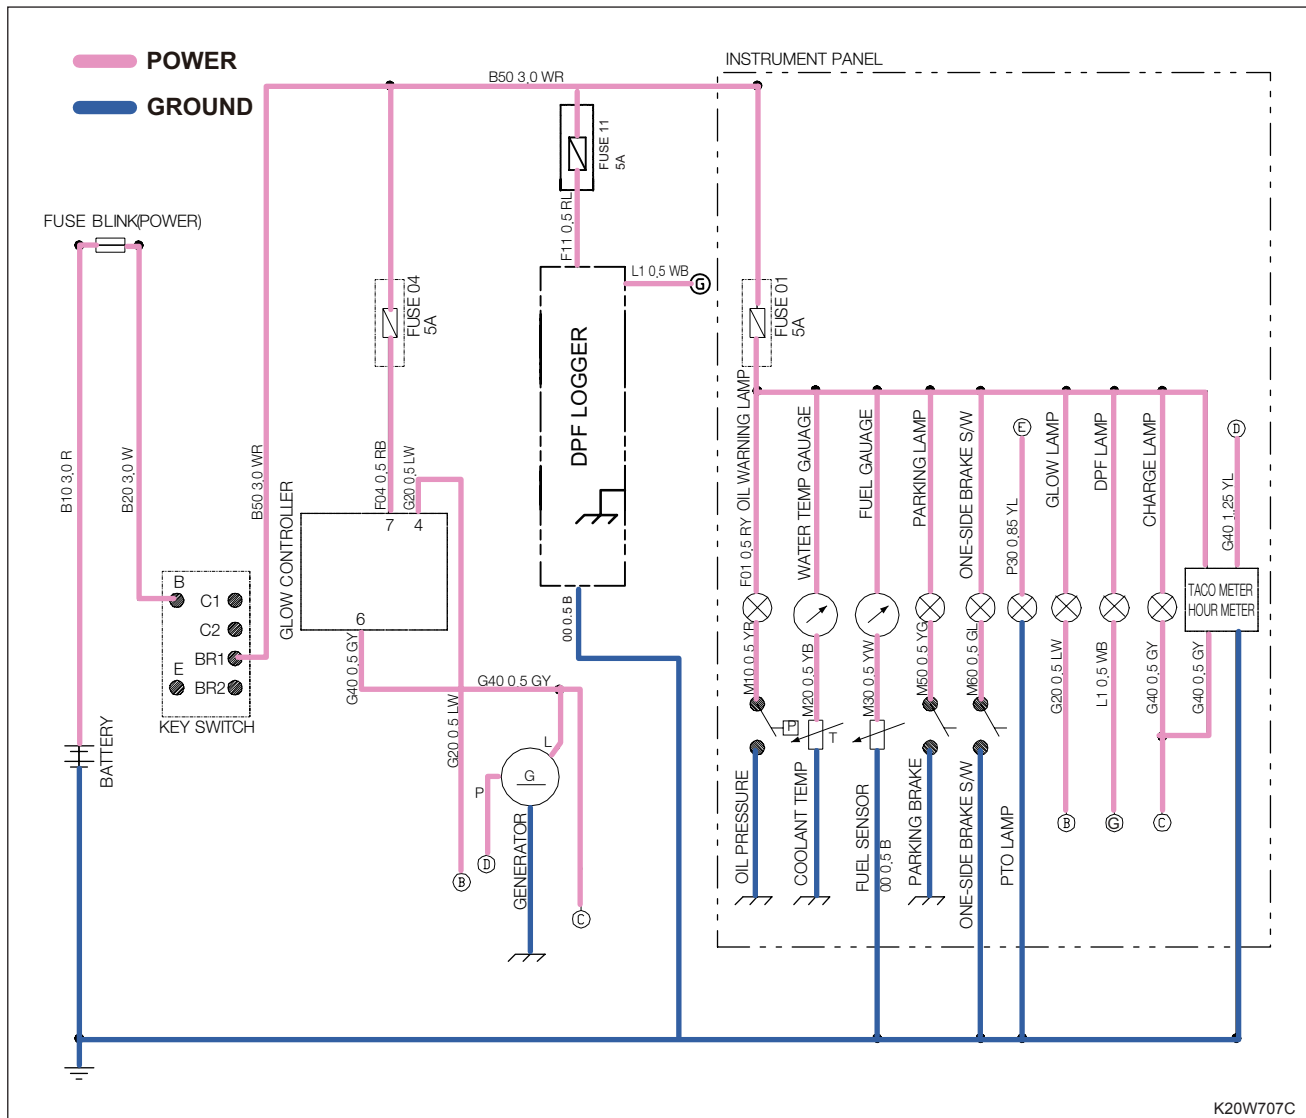 POWER
GROUND
INSTRUMENT PANEL
B50 3,0 WR
FUSE 11
5A
FUSE BLINK(POWER)
F11 0,5 RL
L1 0,5 WB
G
FUSE 04
5A
FUSE 01
5A
DPF LOGGER
B10 3,0 R
B20 3,0 W
B50 3,0 WR
F04 0,5 RB
G20 0,5 LW
7 4
GLOW CONTROLLER
6
F01 0,5 RY
OIL WARNING LAMP
WATER TEMP GAUAGE
FUEL GAUAGE
PARKING LAMP
ONE-SIDE BRAKE S/W
E
P30 0,85 YL
GLOW LAMP
DPF LAMP
CHARGE LAMP
D
G40 1,25 YL
TACO METER
HOUR METER
B
C1
C2
BR1
E
BR2
KEY SWITCH
00 0.5 B
G40 0,5 GY
G40 0 5 GY
G20 0 5 LW
M10 0 5 YR
M20 0 5 YB
M30 0 5 YW
M50 0 5 YG
M60 0 5 GL
G20 0 5 LW
L1 0,5 WB
G40 0,5 GY
G40 0,5 GY
P
T
BATTERY
L
G
P
D
B
C
GENERATOR
OIL PRESSURE
COOLANT TEMP
FUEL SENSOR
00 0,5 B
PARKING BRAKE
ONE-SIDE BRAKE S/W
PTO LAMP
B
G
C
K20W707C